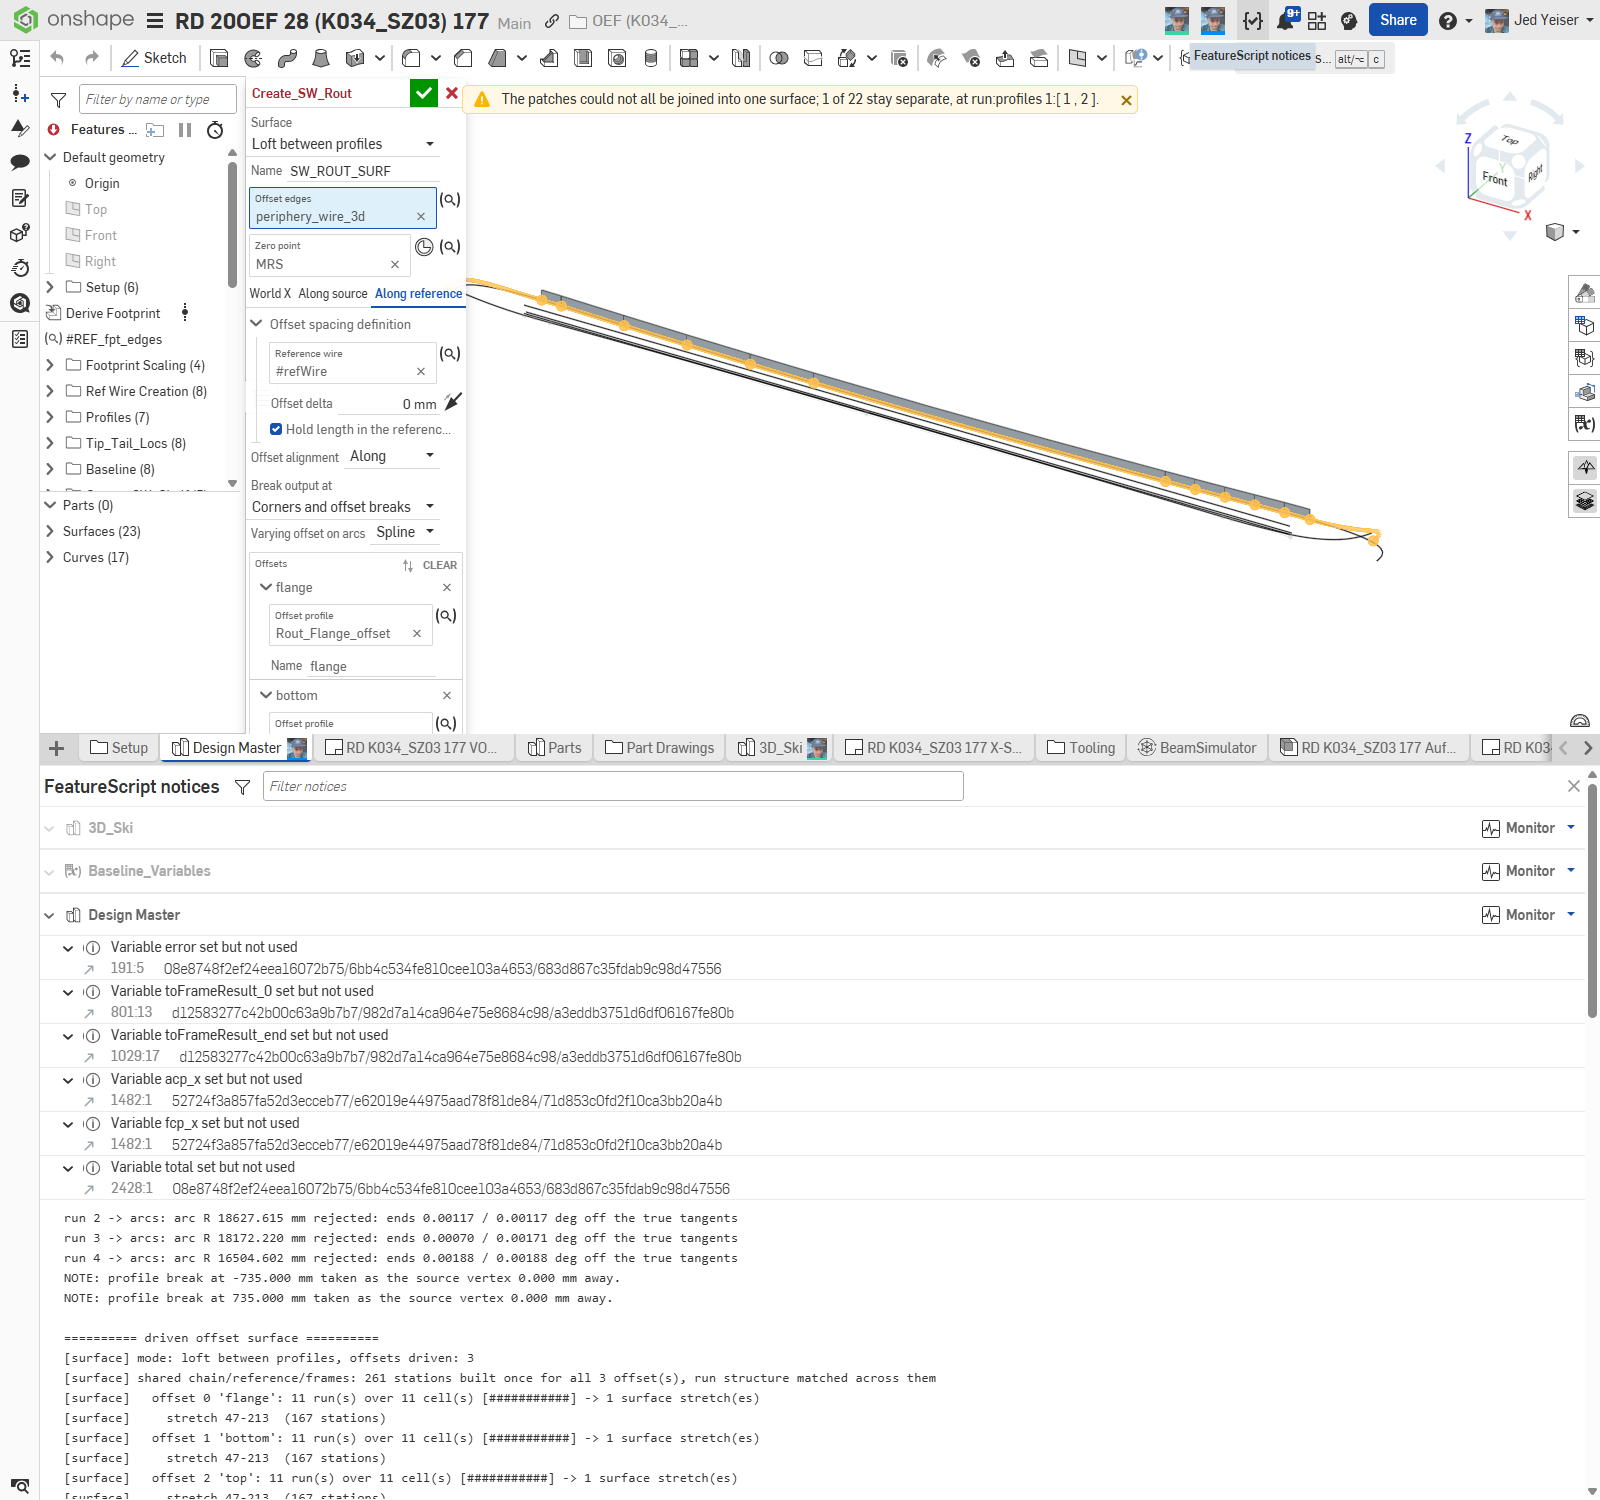 onshape
RD 20OEF 28 (K034_SZ03) 177
Main
OEF (K034_...
9+
Share
Jed Yeiser
Sketch
FeatureScript notices
s...
alt/⌥
c
Filter by name or type
Features ...
Default geometry
Origin
Top
Front
Right
Setup (6)
Derive Footprint
#REF_fpt_edges
Footprint Scaling (4)
Ref Wire Creation (8)
Profiles (7)
Tip_Tail_Locs (8)
Baseline (8)
Parts (0)
Surfaces (23)
Curves (17)
Create_SW_Rout
Surface
Loft between profiles
Name SW_ROUT_SURF
Offset edges
periphery_wire_3d
Zero point
MRS
World X Along source Along reference
Offset spacing definition
Reference wire
#refWire
Offset delta 0 mm
Hold length in the referenc...
Offset alignment Along
Break output at
Corners and offset breaks
Varying offset on arcs Spline
Offsets CLEAR
flange
Offset profile
Rout_Flange_offset
Name flange
bottom
Offset profile
The patches could not all be joined into one surface; 1 of 22 stay separate, at run:profiles 1:[ 1 , 2 ].
Z
Top
Y
Front
Right
X
Setup
Design Master
RD K034_SZ03 177 VO...
Parts
Part Drawings
3D_Ski
RD K034_SZ03 177 X-S...
Tooling
BeamSimulator
RD K034_SZ03 177 Auf...
RD K03
FeatureScript notices
Filter notices
3D_Ski
Monitor
Baseline_Variables
Monitor
Design Master
Monitor
Variable error set but not used
191:5 08e8748f2ef24eea16072b75/6bb4c534fe810cee103a4653/683d867c35fdab9c98d47556
Variable toFrameResult_0 set but not used
801:13 d12583277c42b00c63a9b7b7/982d7a14ca964e75e8684c98/a3eddb3751d6df06167fe80b
Variable toFrameResult_end set but not used
1029:17 d12583277c42b00c63a9b7b7/982d7a14ca964e75e8684c98/a3eddb3751d6df06167fe80b
Variable acp_x set but not used
1482:1 52724f3a857fa52d3ecceb77/e62019e44975aad78f81de84/71d853c0fd2f10ca3bb20a4b
Variable fcp_x set but not used
1482:1 52724f3a857fa52d3ecceb77/e62019e44975aad78f81de84/71d853c0fd2f10ca3bb20a4b
Variable total set but not used
2428:1 08e8748f2ef24eea16072b75/6bb4c534fe810cee103a4653/683d867c35fdab9c98d47556
run 2 -> arcs: arc R 18627.615 mm rejected: ends 0.00117 / 0.00117 deg off the true tangents
run 3 -> arcs: arc R 18172.220 mm rejected: ends 0.00070 / 0.00171 deg off the true tangents
run 4 -> arcs: arc R 16504.602 mm rejected: ends 0.00188 / 0.00188 deg off the true tangents
NOTE: profile break at -735.000 mm taken as the source vertex 0.000 mm away.
NOTE: profile break at 735.000 mm taken as the source vertex 0.000 mm away.
========== driven offset surface ==========
[surface] mode: loft between profiles, offsets driven: 3
[surface] shared chain/reference/frames: 261 stations built once for all 3 offset(s), run structure matched across them
[surface] offset 0 'flange': 11 run(s) over 11 cell(s) [###########] -> 1 surface stretch(es)
[surface] stretch 47-213 (167 stations)
[surface] offset 1 'bottom': 11 run(s) over 11 cell(s) [###########] -> 1 surface stretch(es)
[surface] stretch 47-213 (167 stations)
[surface] offset 2 'top': 11 run(s) over 11 cell(s) [###########] -> 1 surface stretch(es)
[surface] stretch 47-213 (167 stations)